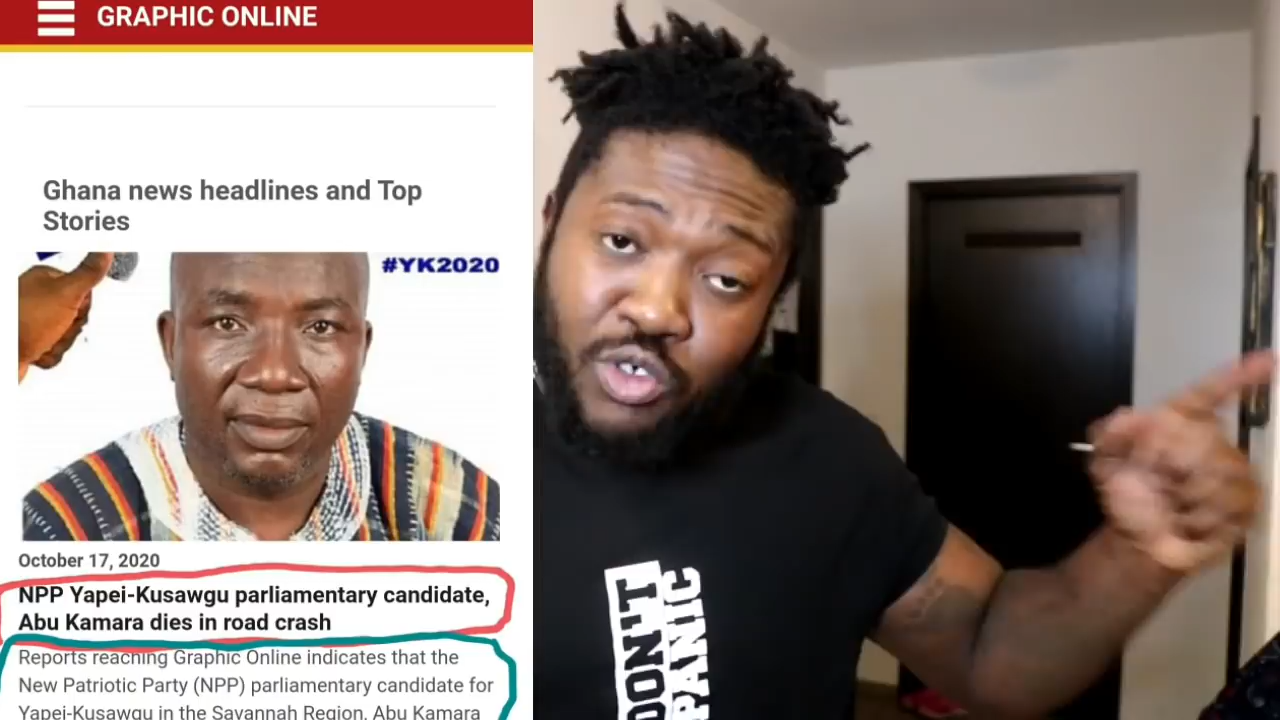 GRAPHIC ONLINE
Ghana news headlines and Top
Stories
#YK2020
October 17, 2020
NPP Yapei-Kusawgu parliamentary candidate,
Abu Kamara dies in road crash
Reports reaching Graphic Online indicates that the
New Patriotic Party (NPP) parliamentary candidate for
Yapei-Kusawgu in the Savannah Region, Abu Kamara
DON'T
PANIC